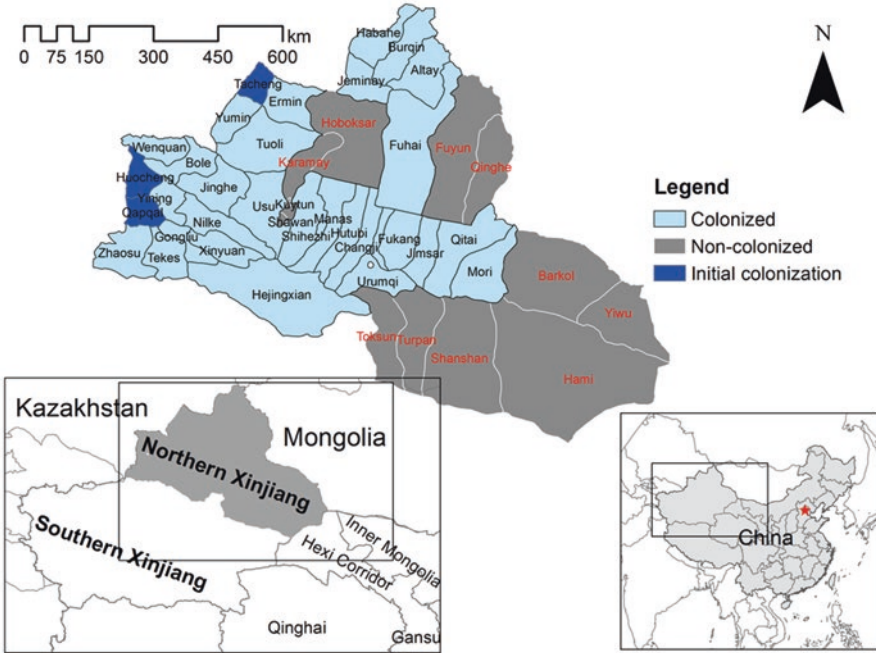 km
0 75 150 300 450 600
N
Habahe
Burqin
Altay
Jeminay
Tacheng
Ermin
Yumin
Hoboksar
Fuhai
Fuyun
Qinghe
Tuoli
Karamay
Wenquan
Bole
Huocheng
Jinghe
Yining
Qapqal
Usu
Kuytun
Shawan
Shihezhi
Manas
Hutubi
Changji
Fukang
Jimsar
Qitai
Mori
Nilke
Gongliu
Xinyuan
Zhaosu
Tekes
Urumqi
Hejingxian
Barkol
Yiwu
Toksun
Turpan
Shanshan
Hami
Legend
Colonized
Non-colonized
Initial colonization
Kazakhstan
Mongolia
Northern Xinjiang
Southern Xinjiang
Inner Mongolia
Hexi Corridor
Qinghai
Gansu
China